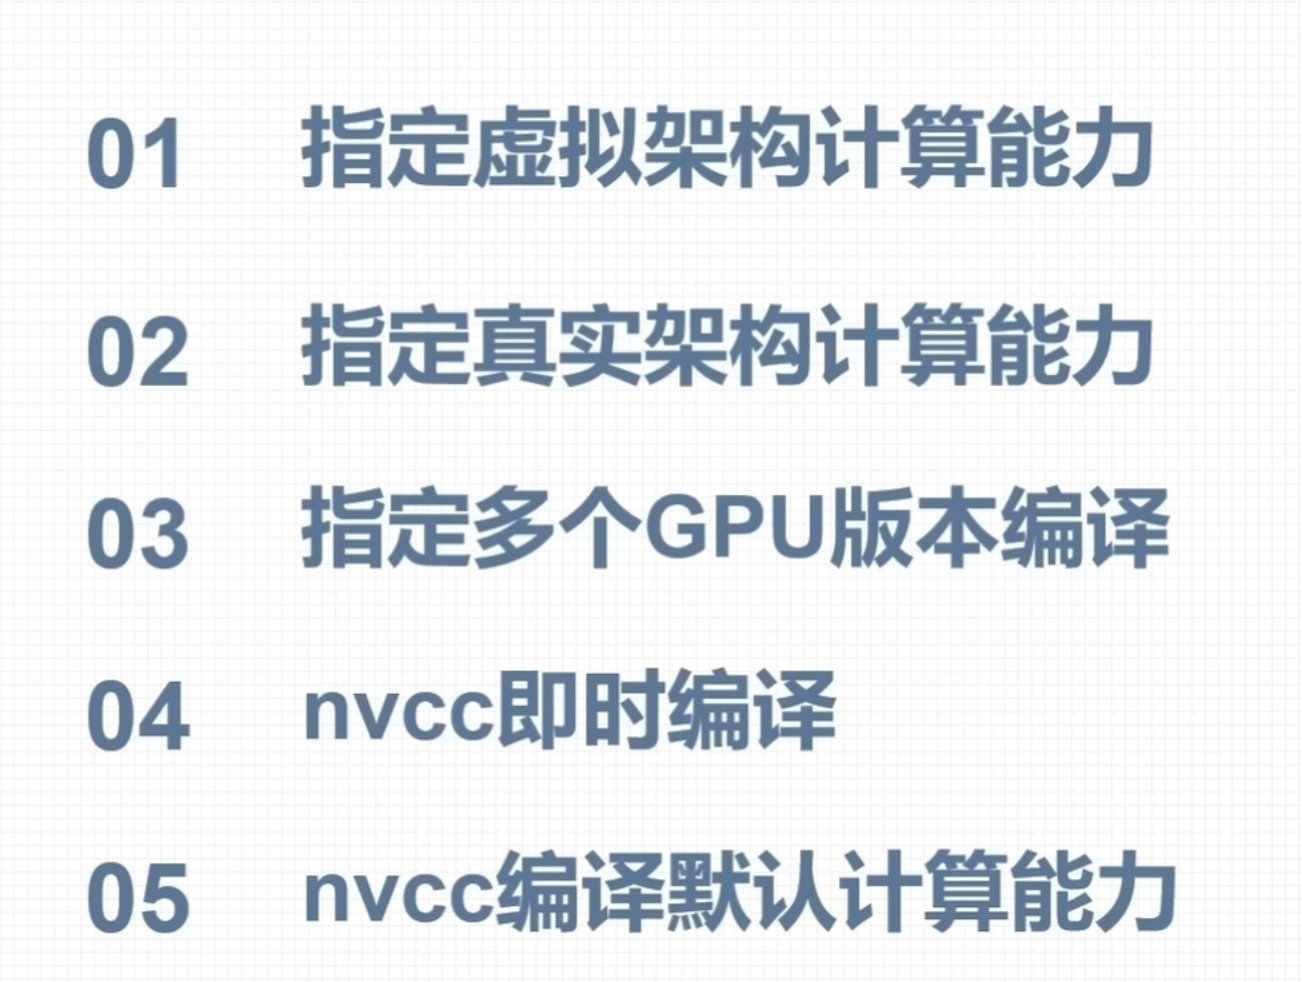 01 指定虚拟架构计算能力
02 指定真实架构计算能力
03 指定多个GPU版本编译
04 nvcc即时编译
05 nvcc编译默认计算能力